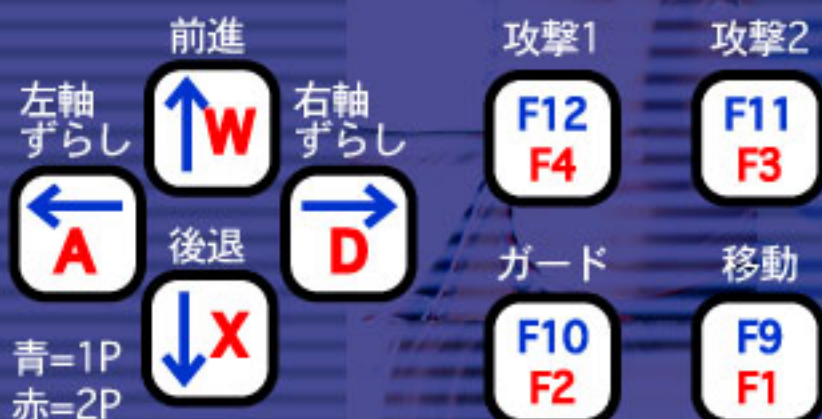 前進
左軸
ずらし
↑W
右軸
ずらし
←A
→D
後退
↓X
青=1P
赤=2P
攻撃1
F12
F4
攻撃2
F11
F3
ガード
F10
F2
移動
F9
F1